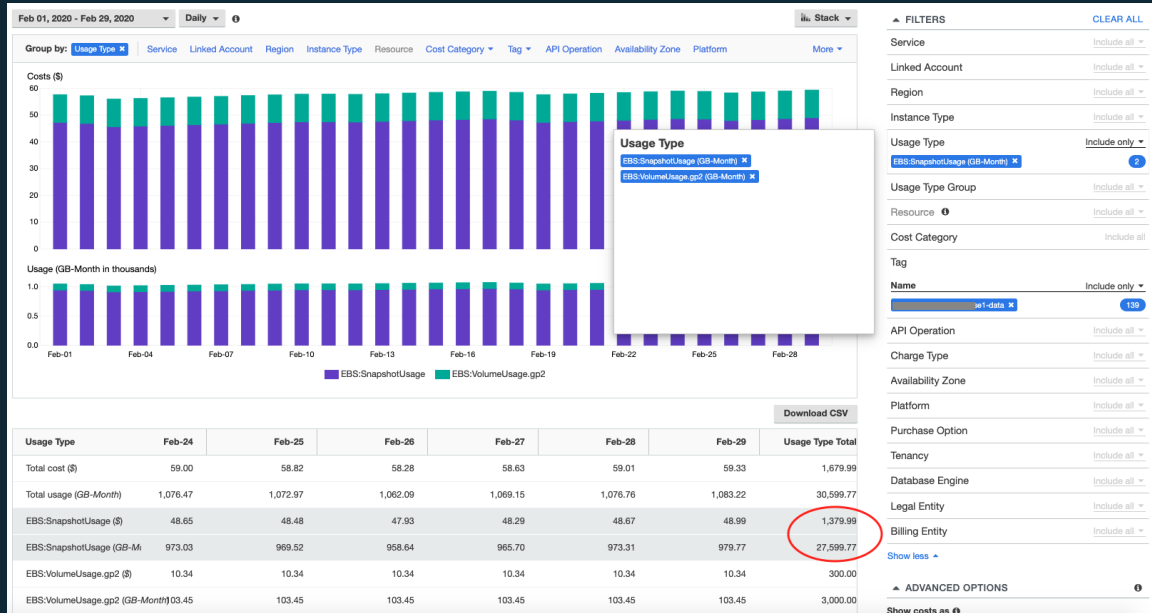 Feb 01, 2020 - Feb 29, 2020 Daily Stack
Group by: Usage Type Service Linked Account Region Instance Type Resource Cost Category Tag API Operation Availability Zone Platform More
Costs ($)
60
50
40
30
20
10
0
Usage (GB-Month in thousands)
1.0
0.5
0.0
Feb-01 Feb-04 Feb-07 Feb-10 Feb-13 Feb-16 Feb-19 Feb-22 Feb-25 Feb-28
EBS:SnapshotUsage EBS:VolumeUsage.gp2
Usage Type
EBS:SnapshotUsage (GB-Month)
EBS:VolumeUsage.gp2 (GB-Month)
Download CSV
Usage Type Feb-24 Feb-25 Feb-26 Feb-27 Feb-28 Feb-29 Usage Type Total
Total cost ($) 59.00 58.82 58.28 58.63 59.01 59.33 1,679.99
Total usage (GB-Month) 1,076.47 1,072.97 1,062.09 1,069.15 1,076.76 1,083.22 30,599.77
EBS:SnapshotUsage ($) 48.65 48.48 47.93 48.29 48.67 48.99 1,379.99
EBS:SnapshotUsage (GB-M 973.03 969.52 958.64 965.70 973.31 979.77 27,599.77
EBS:VolumeUsage.gp2 ($) 10.34 10.34 10.34 10.34 10.34 10.34 300.00
EBS:VolumeUsage.gp2 (GB-Month) 103.45 103.45 103.45 103.45 103.45 103.45 3,000.00
FILTERS CLEAR ALL
Service Include all
Linked Account Include all
Region Include all
Instance Type Include all
Usage Type Include only
EBS:SnapshotUsage (GB-Month) 2
Usage Type Group Include all
Resource Include all
Cost Category Include all
Tag
Name Include only
se1-data 139
API Operation Include all
Charge Type Include all
Availability Zone Include all
Platform Include all
Purchase Option Include all
Tenancy Include all
Database Engine Include all
Legal Entity Include all
Billing Entity Include all
Show less
ADVANCED OPTIONS
Show costs as